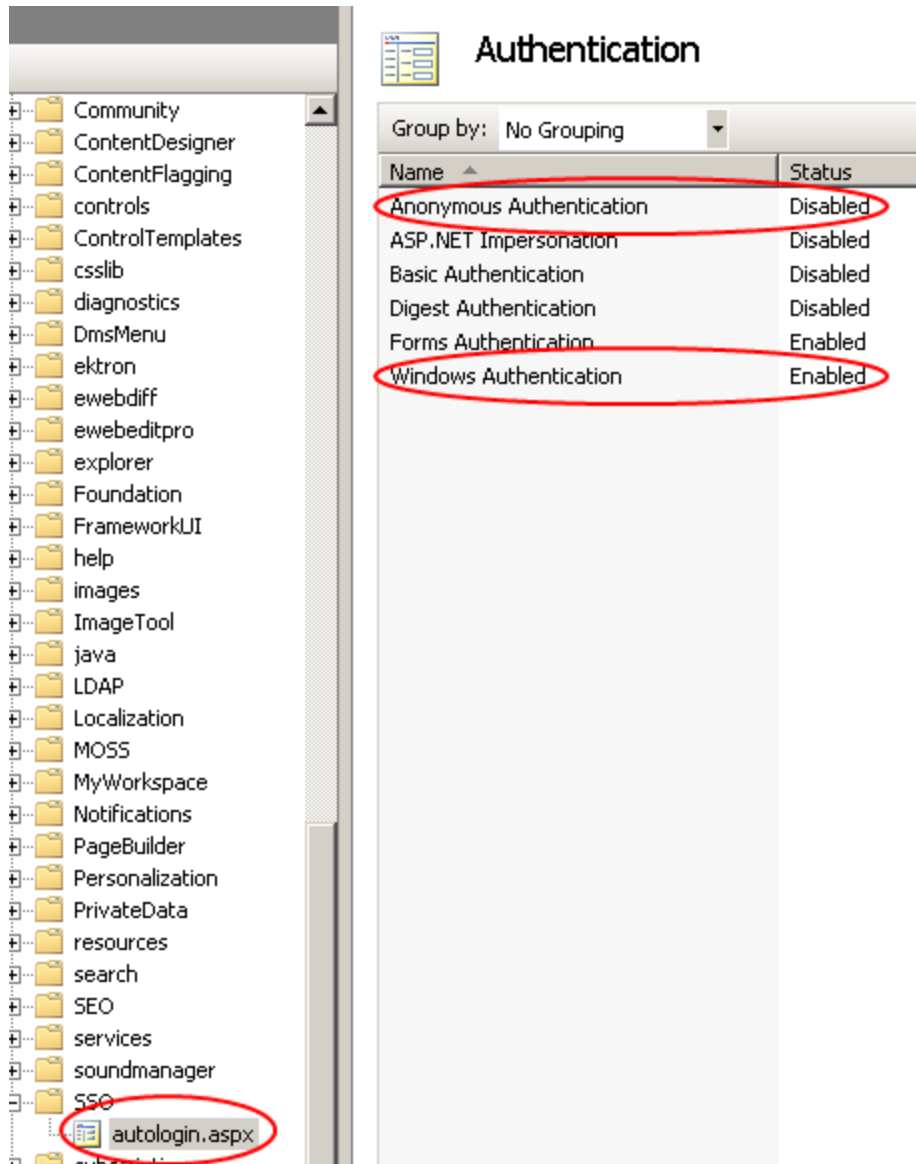 Community
ContentDesigner
ContentFlagging
controls
ControlTemplates
csslib
diagnostics
DmsMenu
ektron
ewebdiff
ewebeditpro
explorer
Foundation
FrameworkUI
help
images
ImageTool
java
LDAP
Localization
MOSS
MyWorkspace
Notifications
PageBuilder
Personalization
PrivateData
resources
search
SEO
services
soundmanager
SSO
autologin.aspx
Authentication
Group by: No Grouping
Name Status
Anonymous Authentication Disabled
ASP.NET Impersonation Disabled
Basic Authentication Disabled
Digest Authentication Disabled
Forms Authentication Enabled
Windows Authentication Enabled